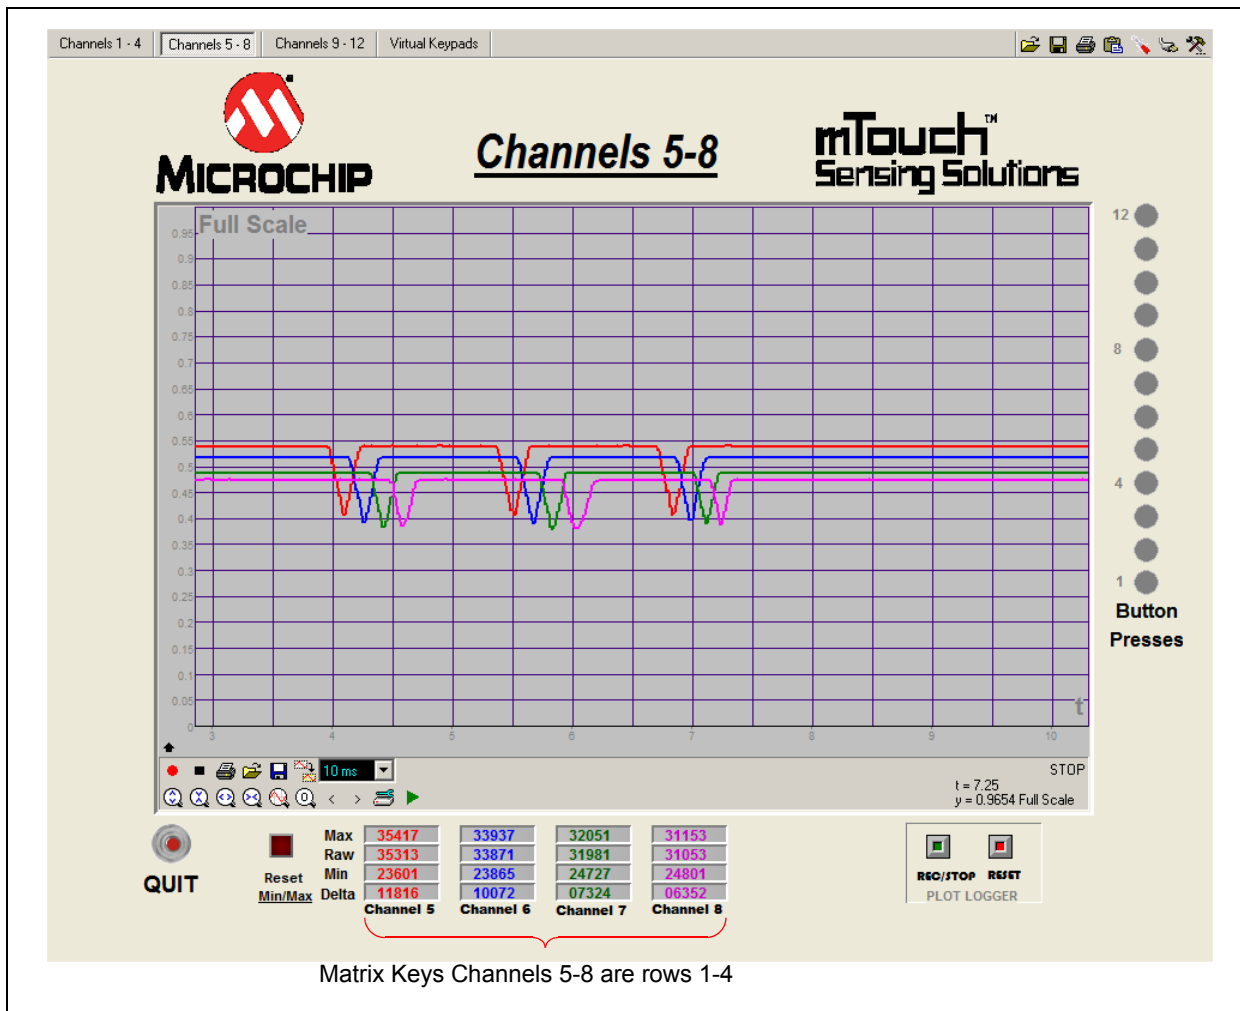 Channels 1 - 4 Channels 5 - 8 Channels 9 - 12 Virtual Keypads
MICROCHIP
Channels 5-8
mTouch™
Sensing Solutions
Full Scale
0.95
0.9
0.85
0.8
0.75
0.7
0.65
0.6
0.55
0.5
0.45
0.4
0.35
0.3
0.25
0.2
0.15
0.1
0.05
0
3 4 5 6 7 8 9 10
t
12
8
4
1
Button
Presses
10 ms
STOP
t = 7.25
y = 0.9654 Full Scale
QUIT
Reset
Min/Max
Max 35417 33937 32051 31153
Raw 35313 33871 31981 31053
Min 23601 23865 24727 24801
Delta 11816 10072 07324 06352
Channel 5 Channel 6 Channel 7 Channel 8
REC/STOP RESET
PLOT LOGGER
Matrix Keys Channels 5-8 are rows 1-4